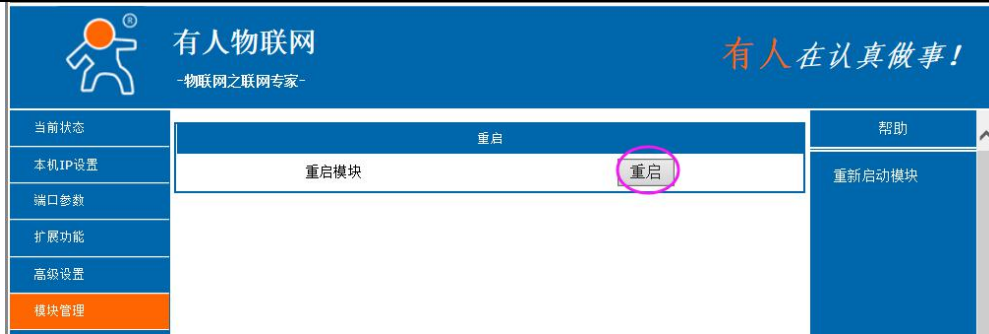 ®
有人物联网
-物联网之联网专家-
有人在认真做事!
当前状态
本机IP设置
端口参数
扩展功能
高级设置
模块管理
重启
重启模块
重启
帮助
重新启动模块